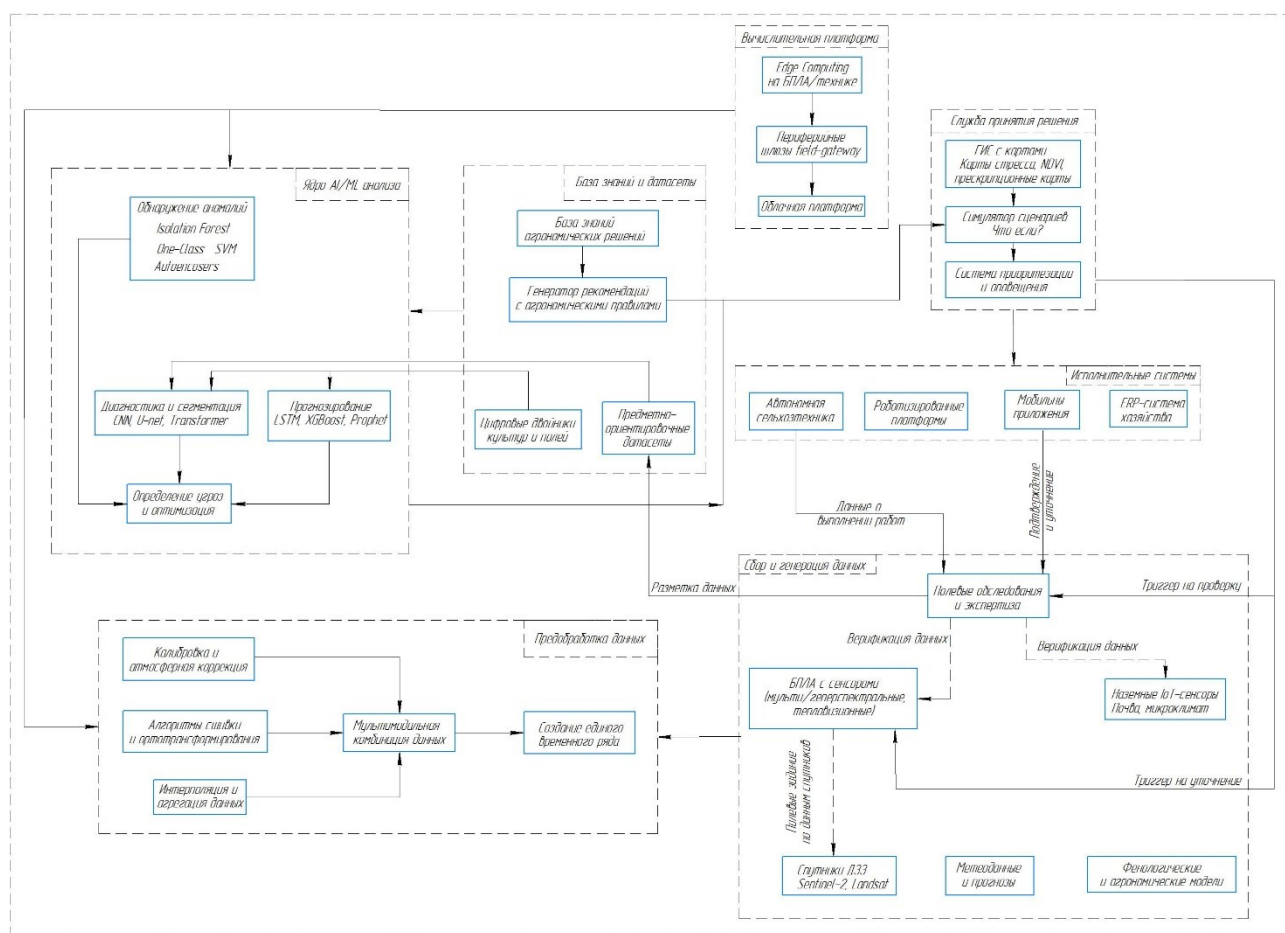 Вычислительная платформа
Edge Computing
на БПЛА/технике
Периферийные
шлюзы field-gateway
Облачная платформа
Служба принятия решения
ГИС с картами
Карты стресса, NDVI,
прескрипционные карты
Симулятор сценариев
Что если?
Система приоритезации
и оповещения
Ядро AI/ML анализа
Обнаружение аномалий
Isolation Forest
One-Class SVM
Autoencasers
Диагностика и сегментация
CNN, U-net, Transformer
Прогнозирование
LSTM, XGBoost, Prophet
Определение угроз
и оптимизация
База знаний и датасеты
База знаний
агрономических решений
Генератор рекомендаций
с агрономическими правилами
Цифровые двойники
культур и полей
Предметно-
ориентировочные
датасеты
Исполнительные системы
Автономная
сельхозтехника
Роботизированные
платформы
Мобильны
приложения
ERP-система
хозяйства
Данные о
выполнении работ
Подтверждение
и уточнение
Разметка данных
Сбор и генерация данных
Полевые обследования
и экспертиза
Триггер на проверку
Верификация данных
Верификация данных
БПЛА с сенсорами
(мульти/геперспектральные,
тепловизионные)
Наземные IoT-сенсоры
Почва, микроклимат
Триггер на уточнение
Полевые задание
по данным спутников
Спутники ДЗЗ
Sentinel-2, Landsat
Метеоданные
и прогнозы
Фенологические
и агрономические модели
Предобработка данных
Калибровка и
атмосферная коррекция
Алгоритмы сшивки
и ортотрансформирования
Мультимодальная
комбинация данных
Создание единого
временного ряда
Интерполяция и
агрегация данных